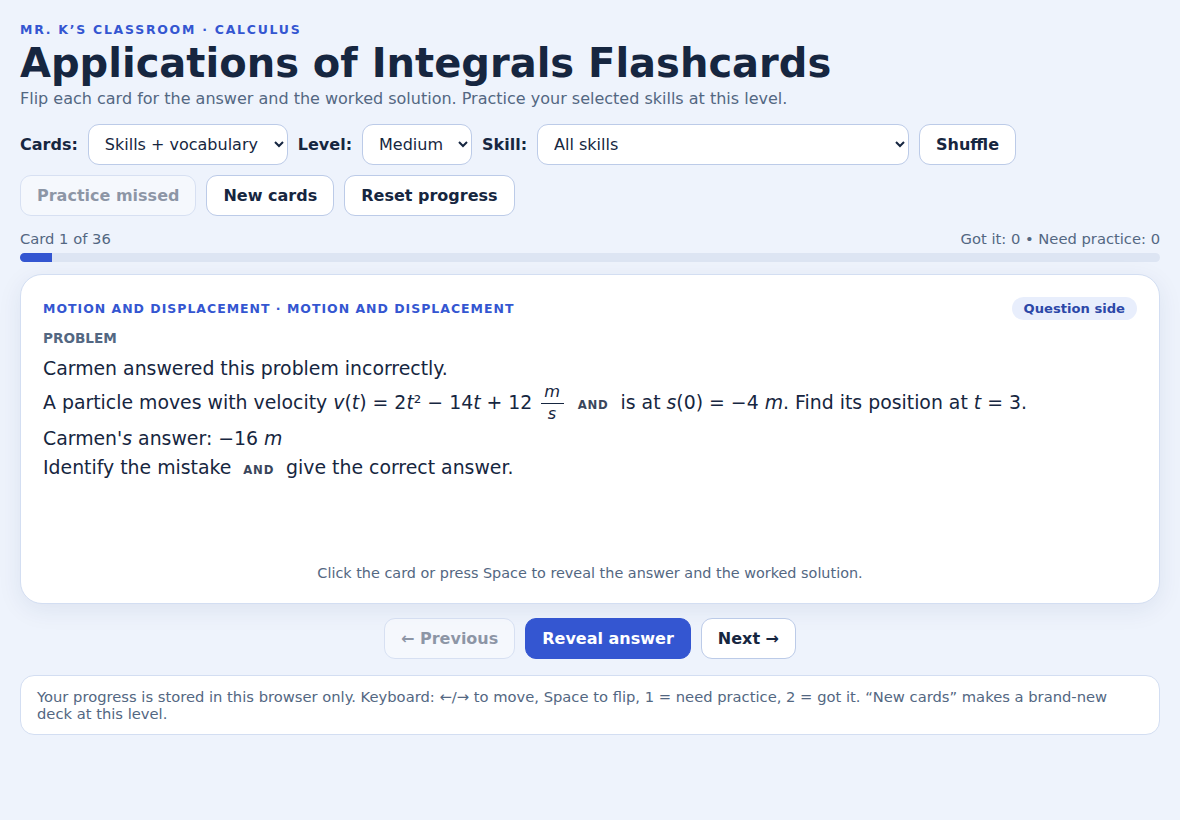 MR. K’S CLASSROOM · CALCULUS
Applications of Integrals Flashcards
Flip each card for the answer and the worked solution. Practice your selected skills at this level.
Cards: Skills + vocabulary Level: Medium Skill: All skills Shuffle
Practice missed New cards Reset progress
Card 1 of 36 Got it: 0 • Need practice: 0
MOTION AND DISPLACEMENT · MOTION AND DISPLACEMENT Question side
PROBLEM
Carmen answered this problem incorrectly.
A particle moves with velocity v(t) = 2t² − 14t + 12 m/s AND is at s(0) = −4 m. Find its position at t = 3.
Carmen's answer: −16 m
Identify the mistake AND give the correct answer.
Click the card or press Space to reveal the answer and the worked solution.
← Previous Reveal answer Next →
Your progress is stored in this browser only. Keyboard: ←/→ to move, Space to flip, 1 = need practice, 2 = got it. “New cards” makes a brand-new
deck at this level.